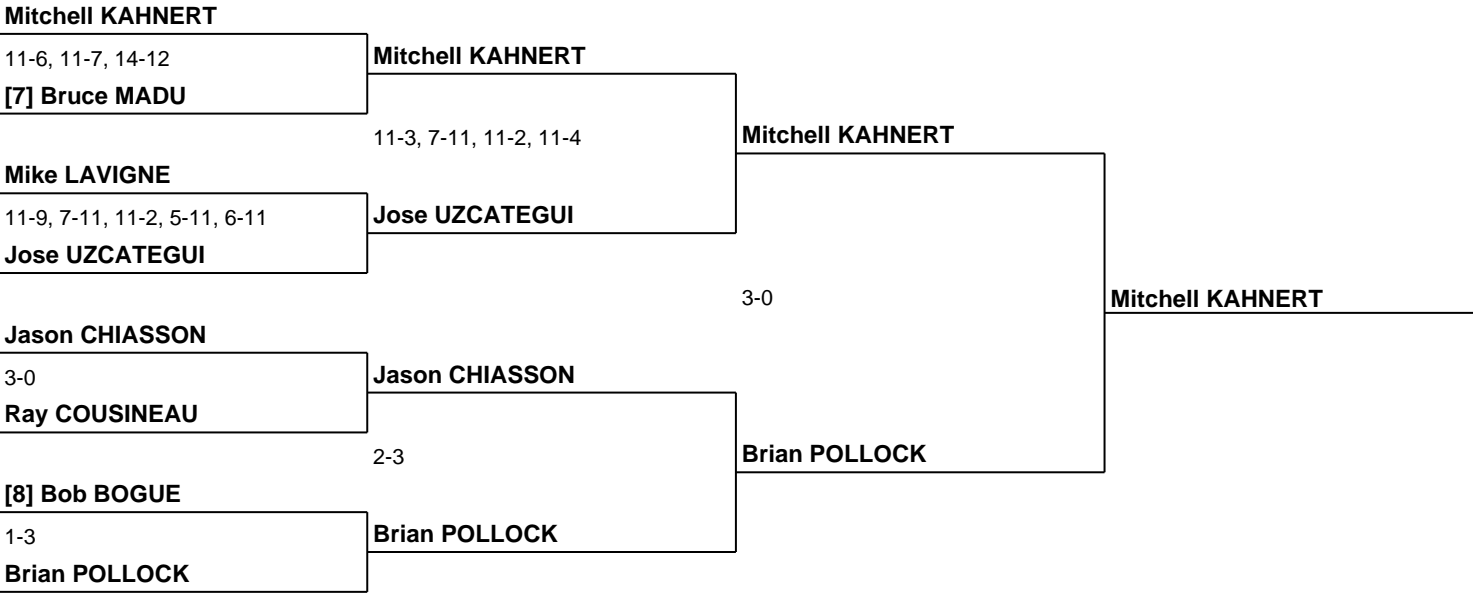 Mitchell KAHNERT
11-6, 11-7, 14-12
[7] Bruce MADU
Mike LAVIGNE
11-9, 7-11, 11-2, 5-11, 6-11
Jose UZCATEGUI
Jason CHIASSON
3-0
Ray COUSINEAU
[8] Bob BOGUE
1-3
Brian POLLOCK
Mitchell KAHNERT
11-3, 7-11, 11-2, 11-4
Jose UZCATEGUI
Jason CHIASSON
2-3
Brian POLLOCK
Mitchell KAHNERT
3-0
Brian POLLOCK
Mitchell KAHNERT